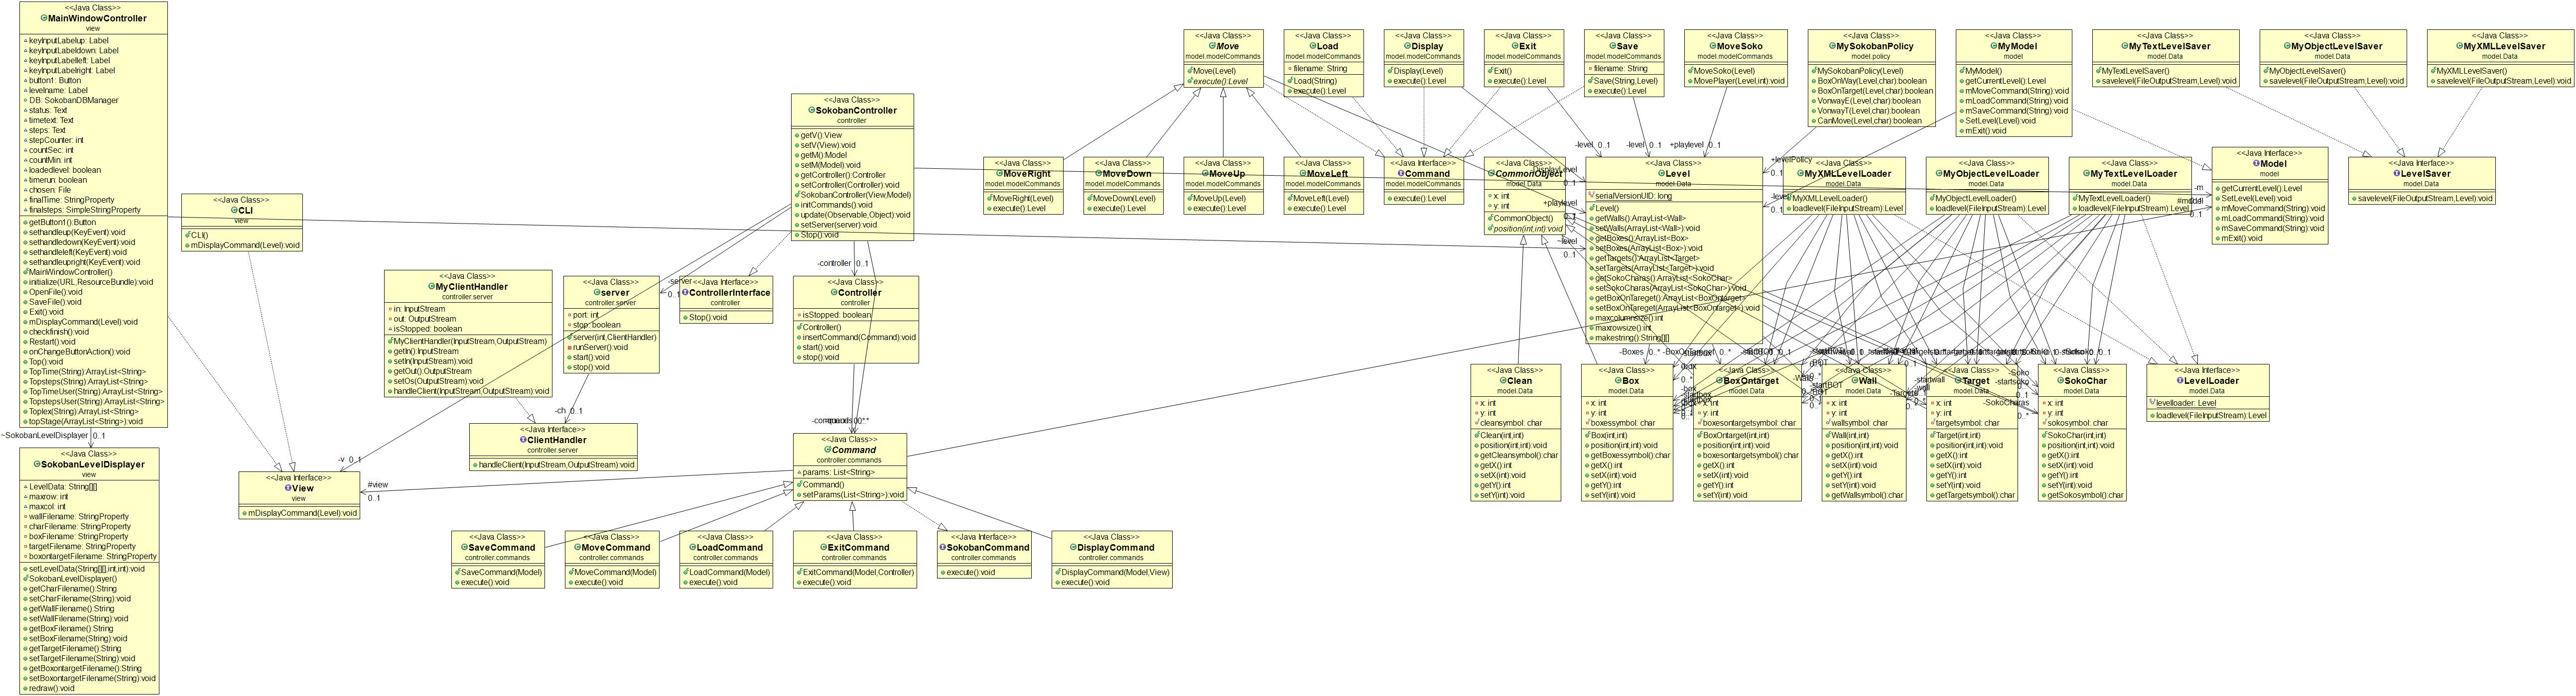 <<Java Class>>
MainWindowController
view
keyInputLabelup: Label
keyInputLabeldown: Label
keyInputLabelleft: Label
keyInputLabelright: Label
button1: Button
levelname: Label
DB: SokobanDBManager
status: Text
timetext: Text
steps: Text
stepCounter: int
countSec: int
countMin: int
loadedlevel: boolean
timerun: boolean
chosen: File
finalTime: StringProperty
finalsteps: SimpleStringProperty
getButton1():Button
sethandleup(KeyEvent):void
sethandledown(KeyEvent):void
sethandleleft(KeyEvent):void
sethandleupright(KeyEvent):void
MainWindowController()
initialize(URL,ResourceBundle):void
OpenFile():void
SaveFile():void
Exit():void
mDisplayCommand(Level):void
checkfinish():void
Restart():void
onChangeButtonAction():void
Top():void
TopTime(String):ArrayList<String>
Topsteps(String):ArrayList<String>
TopTimeUser(String):ArrayList<String>
TopstepsUser(String):ArrayList<String>
Toplex(String):ArrayList<String>
topStage(ArrayList<String>):void
~SokobanLevelDisplayer 0..1
<<Java Class>>
SokobanLevelDisplayer
view
LevelData: String[][]
maxrow: int
maxcol: int
wallFilename: StringProperty
charFilename: StringProperty
boxFilename: StringProperty
targetFilename: StringProperty
boxontargetFilename: StringProperty
setLevelData(String[][],int,int):void
SokobanLevelDisplayer()
getCharFilename():String
setCharFilename(String):void
getWallFilename():String
setWallFilename(String):void
getBoxFilename():String
setBoxFilename(String):void
getTargetFilename():String
setTargetFilename(String):void
getBoxontargetFilename():String
setBoxontargetFilename(String):void
redraw():void
<<Java Class>>
CLI
view
CLI()
mDisplayCommand(Level):void
-v 0..1
<<Java Interface>>
View
view
mDisplayCommand(Level):void
#view
0..1
<<Java Class>>
MyClientHandler
controller.server
in: InputStream
out: OutputStream
isStopped: boolean
MyClientHandler(InputStream,OutputStream)
getIn():InputStream
setIn(InputStream):void
getOut():OutputStream
setOs(OutputStream):void
handleClient(InputStream,OutputStream):void
<<Java Class>>
server
controller.server
port: int
stop: boolean
server(int,ClientHandler)
runServer():void
start():void
stop():void
-ch 0..1
<<Java Interface>>
ClientHandler
controller.server
handleClient(InputStream,OutputStream):void
-server
0..1
<<Java Interface>>
ControllerInterface
controller
Stop():void
<<Java Class>>
SokobanController
controller
getV():View
setV(View):void
getM():Model
setM(Model):void
getController():Controller
setController(Controller):void
SokobanController(View,Model)
initCommands():void
update(Observable,Object):void
setServer(server):void
Stop():void
-controller 0..1
<<Java Class>>
Controller
controller
isStopped: boolean
Controller()
insertCommand(Command):void
start():void
stop():void
<<Java Class>>
Command
controller.commands
params: List<String>
Command()
setParams(List<String>):void
<<Java Class>>
SaveCommand
controller.commands
SaveCommand(Model)
execute():void
<<Java Class>>
MoveCommand
controller.commands
MoveCommand(Model)
execute():void
<<Java Class>>
LoadCommand
controller.commands
LoadCommand(Model)
execute():void
<<Java Class>>
ExitCommand
controller.commands
ExitCommand(Model,Controller)
execute():void
<<Java Interface>>
SokobanCommand
controller.commands
execute():void
<<Java Class>>
DisplayCommand
controller.commands
DisplayCommand(Model,View)
execute():void
<<Java Class>>
Move
model.modelCommands
Move(Level)
execute():Level
<<Java Class>>
Load
model.modelCommands
filename: String
Load(String)
execute():Level
<<Java Class>>
Display
model.modelCommands
Display(Level)
execute():Level
<<Java Class>>
Exit
model.modelCommands
Exit()
execute():Level
<<Java Class>>
Save
model.modelCommands
filename: String
Save(String,Level)
execute():Level
<<Java Class>>
MoveSoko
model.modelCommands
MoveSoko(Level)
MovePlayer(Level,int) void
<<Java Class>>
MySokobanPolicy
model.policy
MySokobanPolicy(Level)
BoxOnWay(Level,char):boolean
BoxOnTarget(Level,char):boolean
VorwayE(Level,char):boolean
VorwayT(Level,char):boolean
CanMove(Level,char):boolean
<<Java Class>>
MyModel
model
MyModel()
getCurrentLevel():Level
mMoveCommand(String):void
mLoadCommand(String):void
mSaveCommand(String):void
SetLevel(Level):void
mExit():void
<<Java Class>>
MyTextLevelSaver
model.Data
MyTextLevelSaver()
savelevel(FileOutputStream,Level):void
<<Java Class>>
MyObjectLevelSaver
model.Data
MyObjectLevelSaver()
savelevel(FileOutputStream,Level):void
<<Java Class>>
MyXMLLevelSaver
model.Data
MyXMLLevelSaver()
savelevel(FileOutputStream,Level):void
-level 0..1
-level 0..1
+playlevel 0..1
<<Java Class>>
MoveRight
model.modelCommands
MoveRight(Level)
execute():Level
<<Java Class>>
MoveDown
model.modelCommands
MoveDown(Level)
execute():Level
<<Java Class>>
MoveUp
model.modelCommands
MoveUp(Level)
execute():Level
<<Java Class>>
MoveLeft
model.modelCommands
MoveLeft(Level)
execute():Level
<<Java Interface>>
Command
model.modelCommands
execute():Level
<<Java Class>>
CommonObject
model.Data
x: int
y: int
CommonObject()
position(int,int):void
+playlevel
~level
0..1
<<Java Class>>
Level
model.Data
serialVersionUID: long
Level()
getWalls():ArrayList<Wall>
setWalls(ArrayList<Wall>):void
getBoxes():ArrayList<Box>
setBoxes(ArrayList<Box>):void
getTargets():ArrayList<Target>
setTargets(ArrayList<Target>):void
getSokoCharas():ArrayList<SokoChar>
setSokoCharas(ArrayList<SokoChar>):void
getBoxOnTareget():ArrayList<BoxOntarget>
setBoxOnTareget(ArrayList<BoxOntarget>):void
maxcolumnsize():int
maxrowsize():int
makestring():String[][]
+levelPolicy
0..1
-level
0..1
<<Java Class>>
MyXMLLevelLoader
model.Data
MyXMLLevelLoader()
loadlevel(FileInputStream):Level
<<Java Class>>
MyObjectLevelLoader
model.Data
MyObjectLevelLoader()
loadlevel(FileInputStream):Level
<<Java Class>>
MyTextLevelLoader
model.Data
MyTextLevelLoader()
loadlevel(FileInputStream):Level
-m
0..1
<<Java Interface>>
Model
model
getCurrentLevel():Level
SetLevel(Level):void
mMoveCommand(String):void
mLoadCommand(String):void
mSaveCommand(String):void
mExit():void
<<Java Interface>>
LevelSaver
model.Data
savelevel(FileOutputStream,Level):void
-Boxes 0..*
<<Java Class>>
Clean
model.Data
x: int
y: int
cleansymbol: char
Clean(int,int)
position(int,int):void
getCleansymbol():char
getX():int
setX(int):void
getY():int
setY(int):void
<<Java Class>>
Box
model.Data
x: int
y: int
boxessymbol: char
Box(int,int)
position(int,int):void
getBoxessymbol():char
getX():int
setX(int):void
getY():int
setY(int):void
<<Java Class>>
BoxOntarget
model.Data
x: int
y: int
boxesontargetsymbol: char
BoxOntarget(int,int)
position(int,int):void
boxesontargetsymbol():char
getX():int
setX(int):void
getY():int
setY(int):void
<<Java Class>>
Wall
model.Data
x: int
y: int
wallsymbol: char
Wall(int,int)
position(int,int):void
getX():int
setX(int):void
getY():int
setY(int):void
getWallsymbol():char
-startwall
<<Java Class>>
Target
model.Data
x: int
y: int
targetsymbol: char
Target(int,int)
position(int,int):void
getX():int
setX(int):void
getY():int
setY(int):void
getTargetsymbol():char
-startsoko
-SokoCharas
0..*
<<Java Class>>
SokoChar
model.Data
x: int
y: int
sokosymbol: char
SokoChar(int,int)
position(int,int):void
getX():int
setX(int):void
getY():int
setY(int):void
getSokosymbol():char
<<Java Interface>>
LevelLoader
model.Data
levelloader: Level
loadlevel(FileInputStream):Level